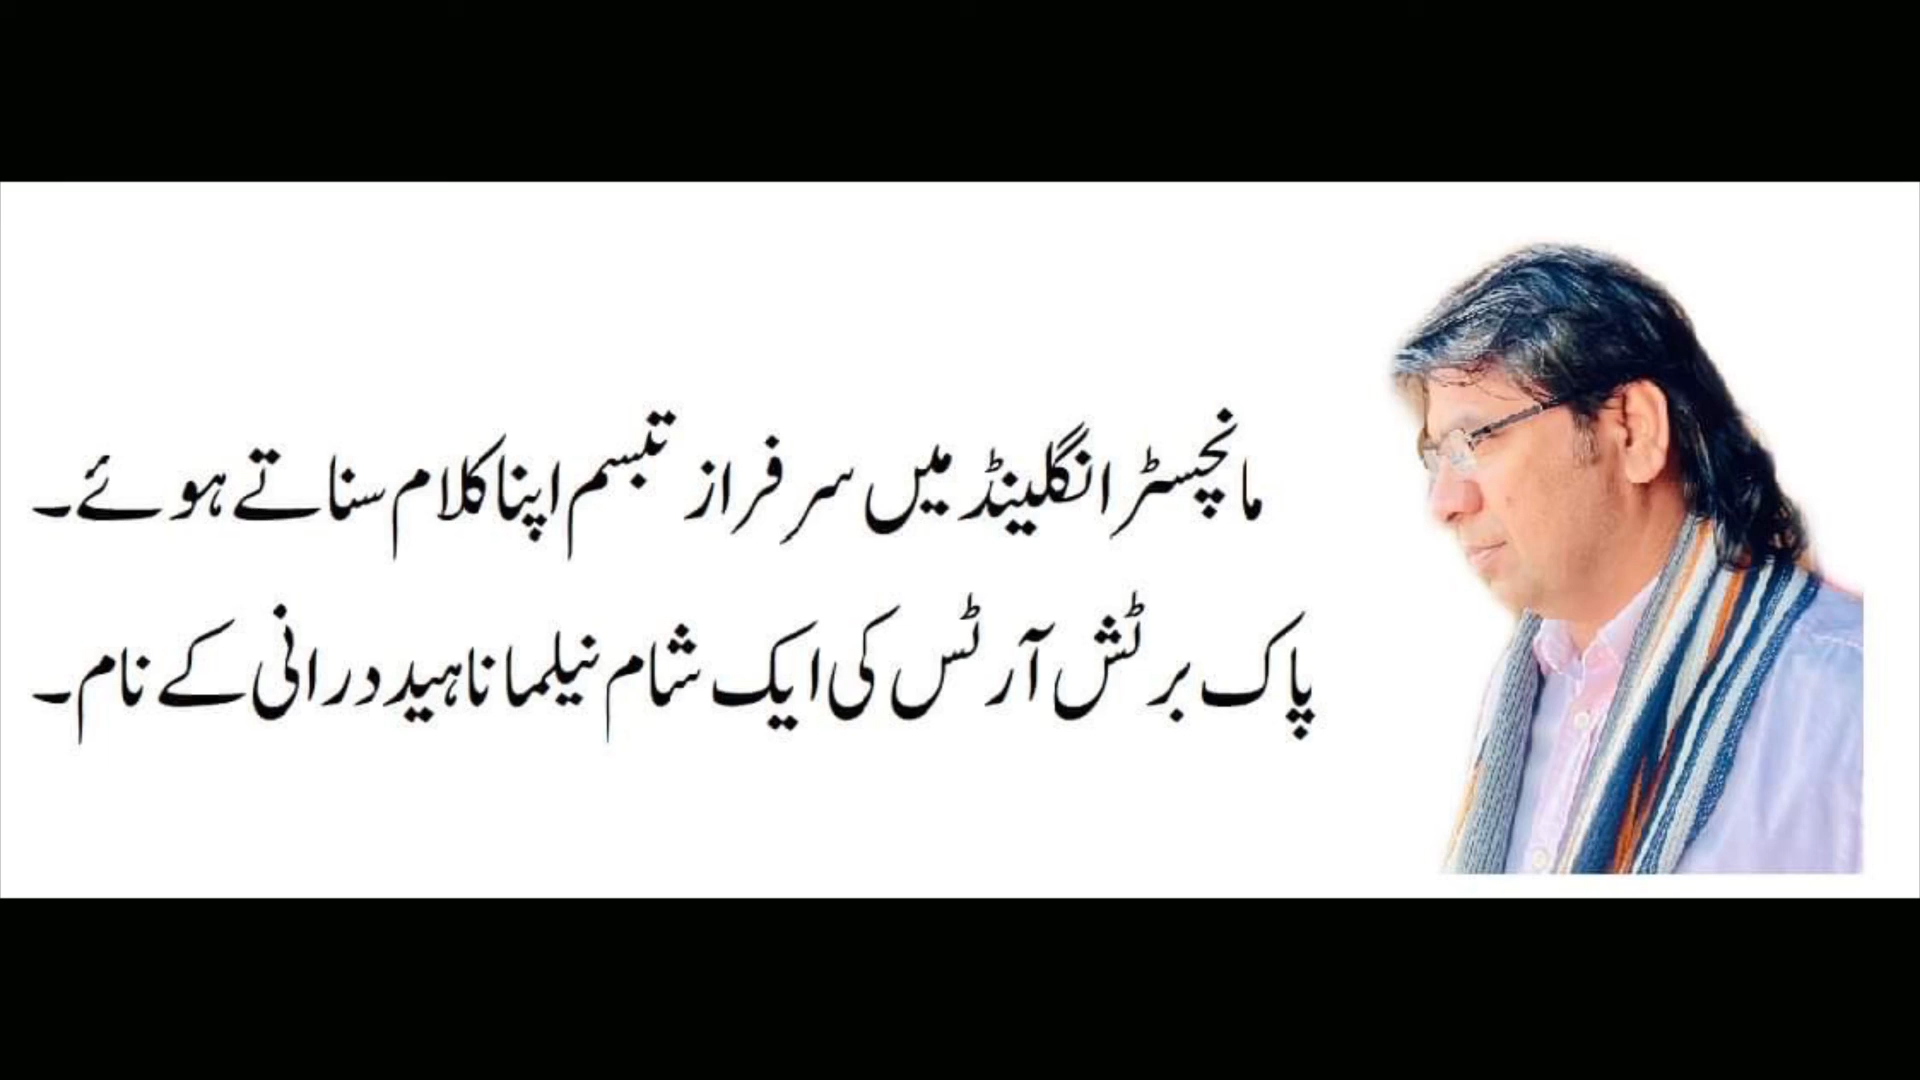 مانچسٹر انگلینڈ میں سرفراز تبسم اپنا کلام سناتے ہوئے۔
پاک برٹش آرٹس کی ایک شام نیلما ناہید درانی کے نام۔